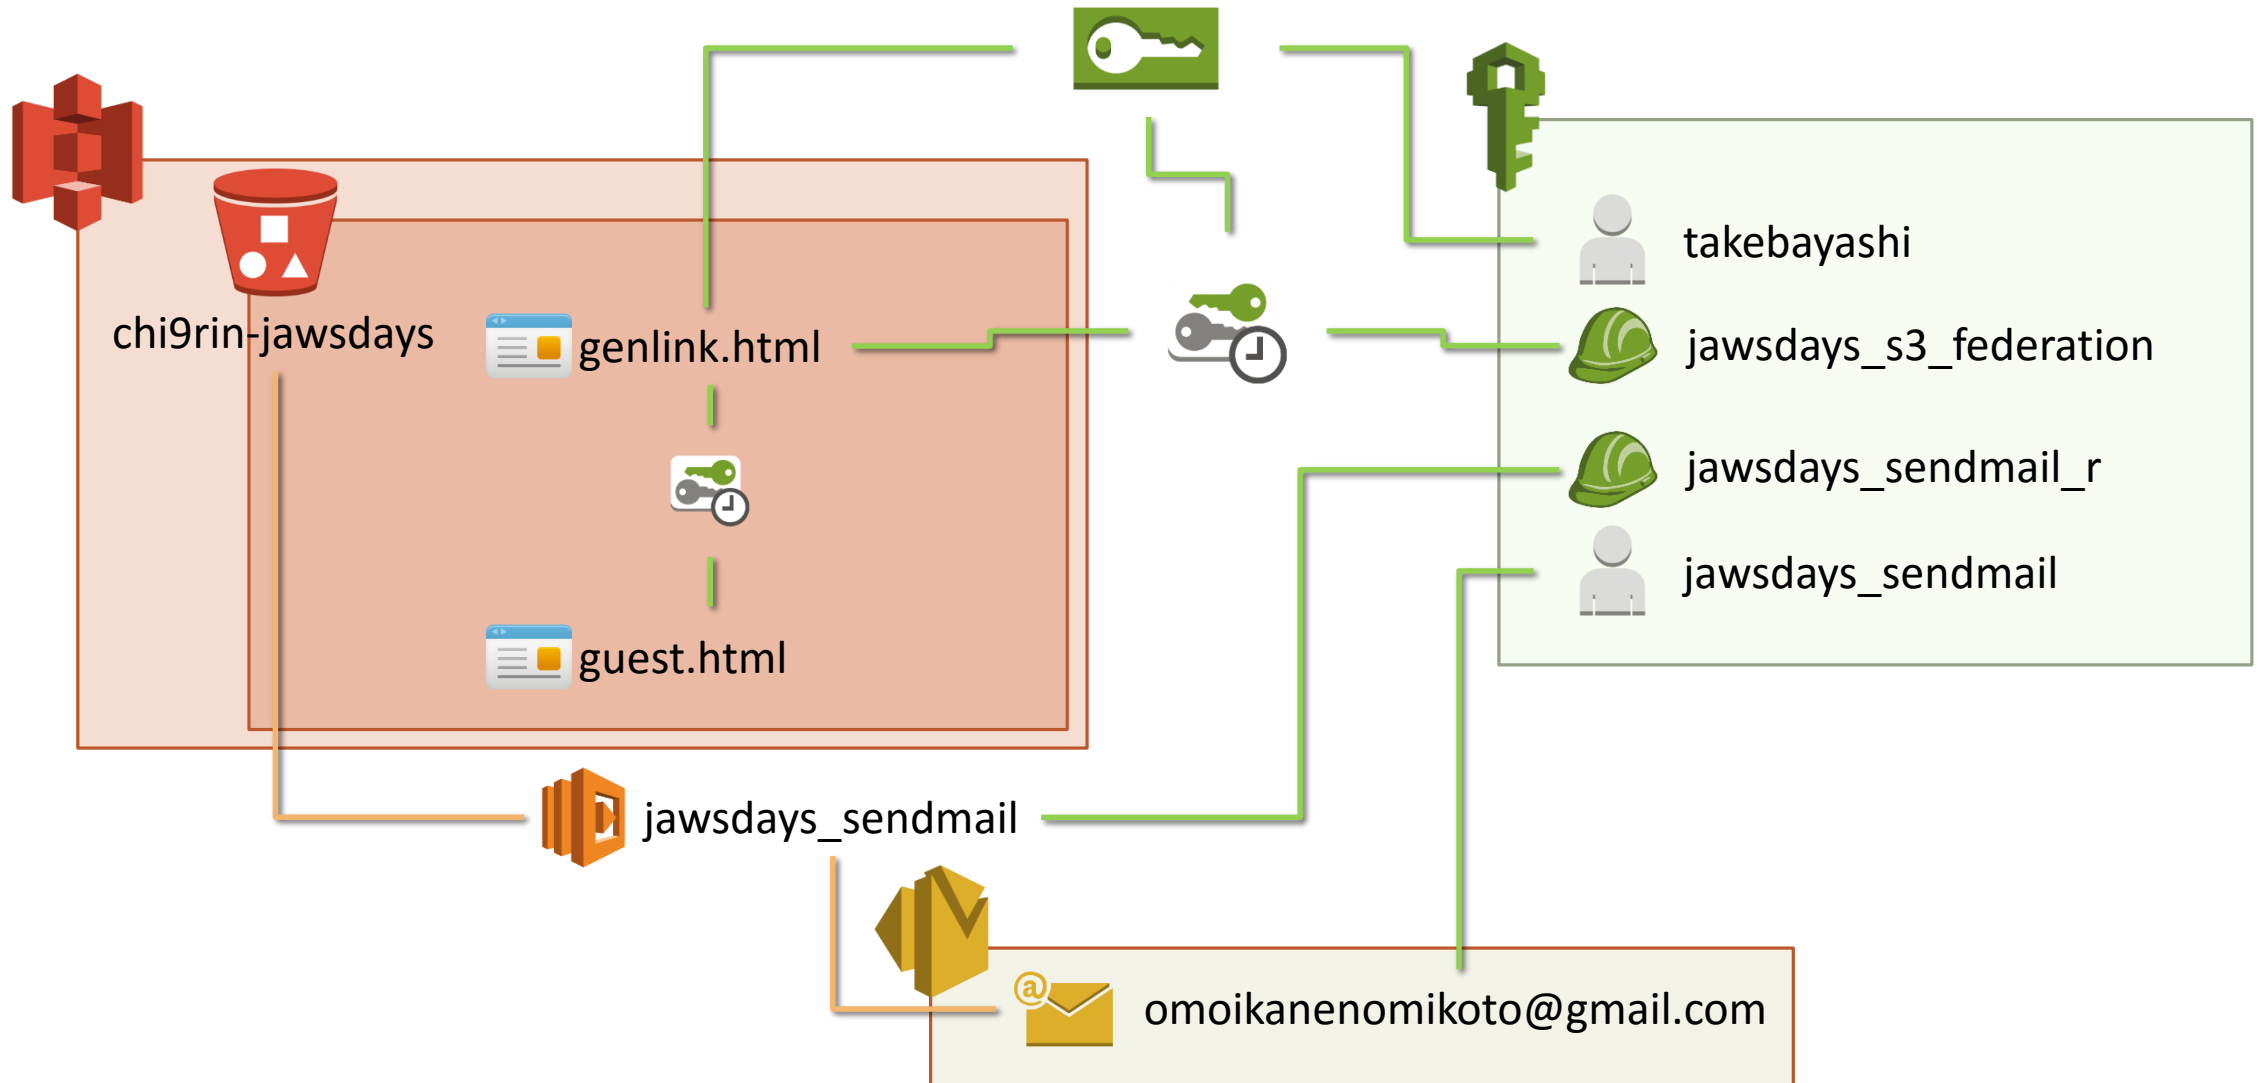 takebayashi
chi9rin-jawsdays
genlink.html
jawsdays_s3_federation
jawsdays_sendmail_r
jawsdays_sendmail
guest.html
jawsdays_sendmail
@
omoikanenomikoto@gmail.com